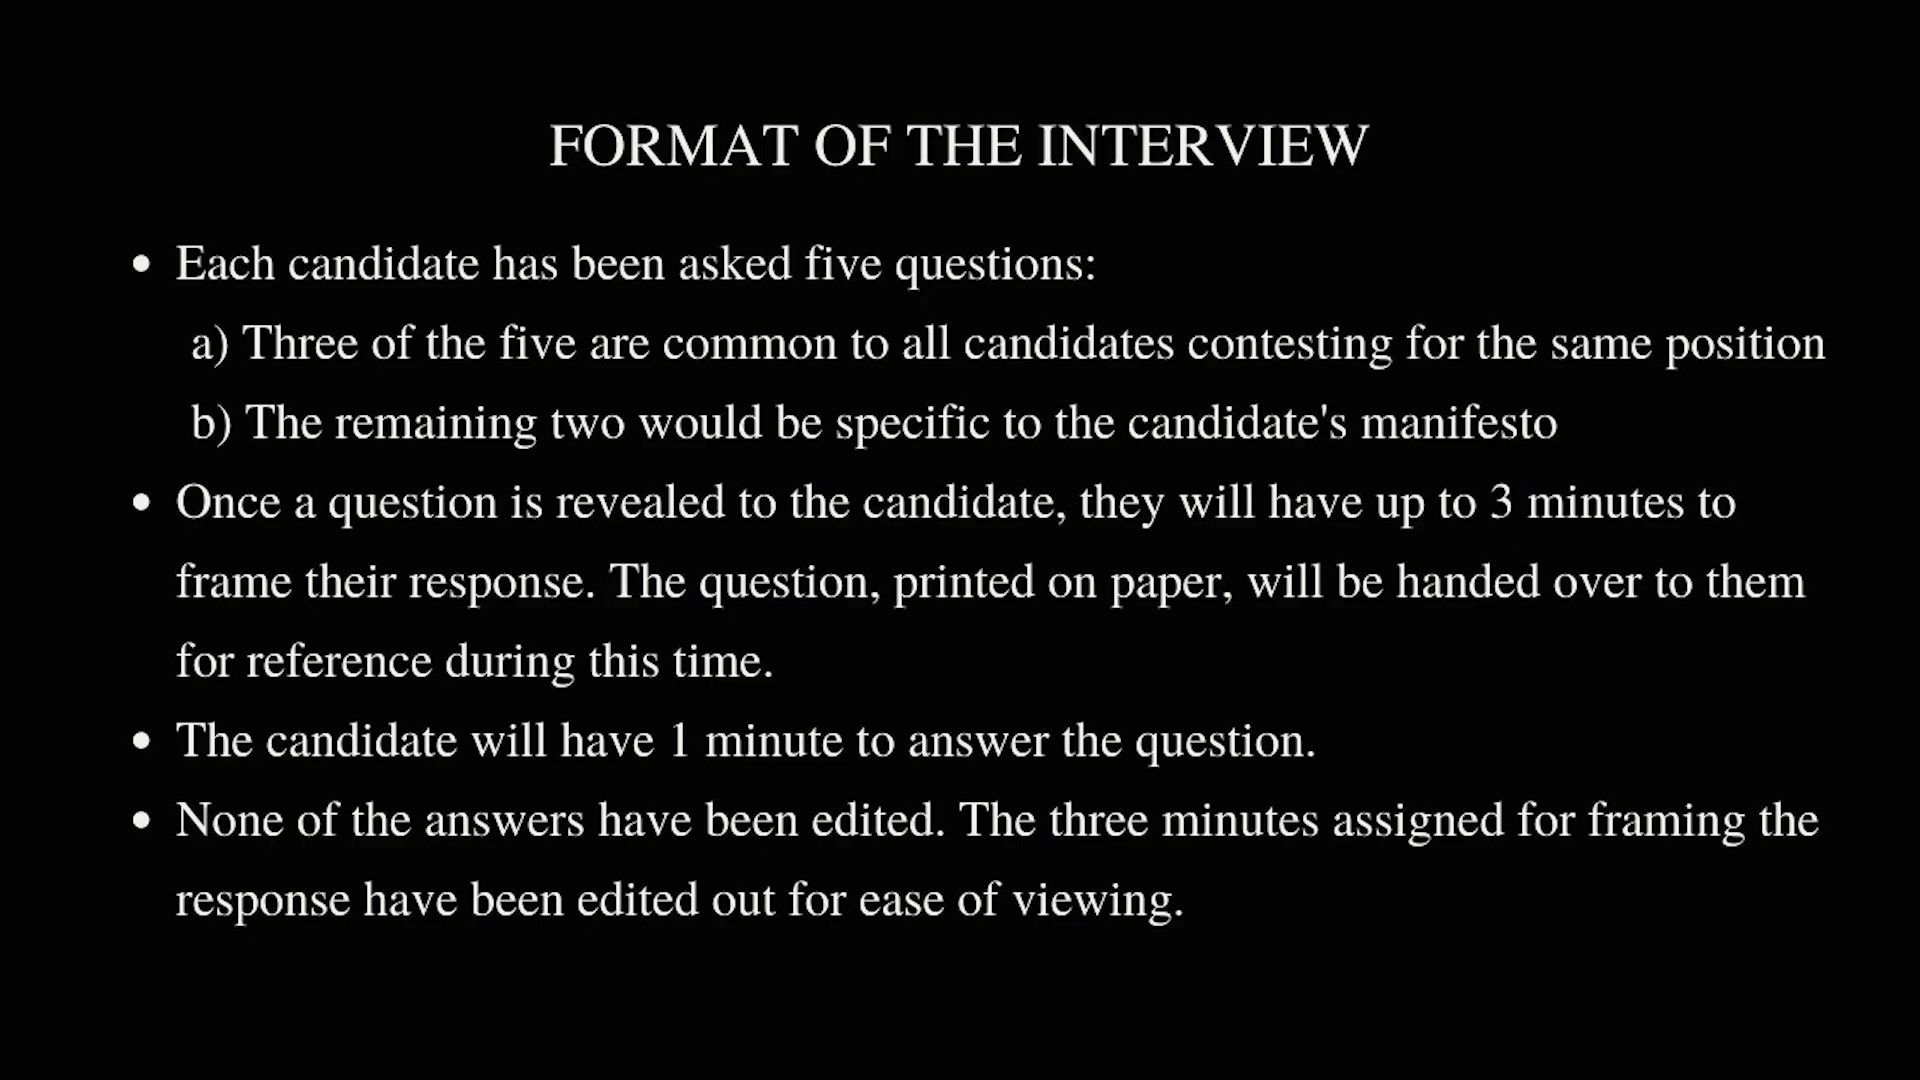 FORMAT OF THE INTERVIEW
• Each candidate has been asked five questions:
a) Three of the five are common to all candidates contesting for the same position
b) The remaining two would be specific to the candidate's manifesto
• Once a question is revealed to the candidate, they will have up to 3 minutes to
frame their response. The question, printed on paper, will be handed over to them
for reference during this time.
• The candidate will have 1 minute to answer the question.
• None of the answers have been edited. The three minutes assigned for framing the
response have been edited out for ease of viewing.